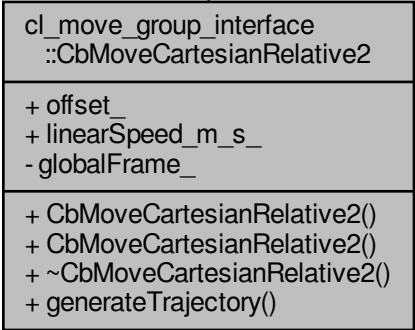 cl_move_group_interface
::CbMoveCartesianRelative2
+ offset_
+ linearSpeed_m_s_
- globalFrame_
+ CbMoveCartesianRelative2()
+ CbMoveCartesianRelative2()
+ ~CbMoveCartesianRelative2()
+ generateTrajectory()